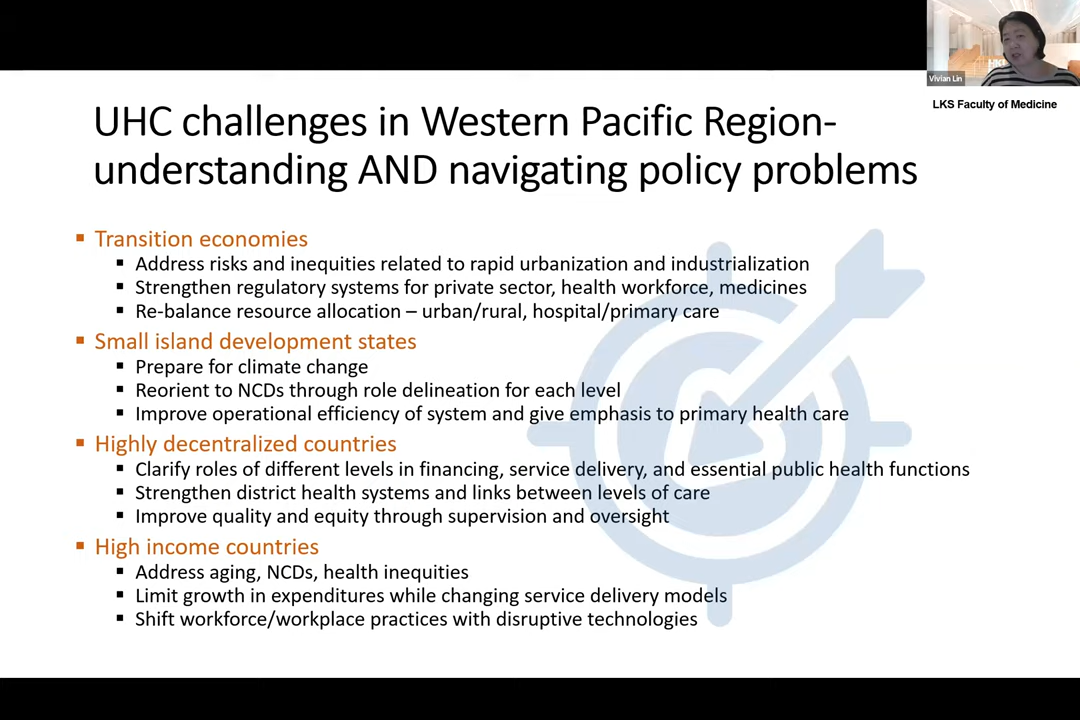 Vivian Lin
LKS Faculty of Medicine
UHC challenges in Western Pacific Region-
understanding AND navigating policy problems
▪ Transition economies
▪ Address risks and inequities related to rapid urbanization and industrialization
▪ Strengthen regulatory systems for private sector, health workforce, medicines
▪ Re-balance resource allocation – urban/rural, hospital/primary care
▪ Small island development states
▪ Prepare for climate change
▪ Reorient to NCDs through role delineation for each level
▪ Improve operational efficiency of system and give emphasis to primary health care
▪ Highly decentralized countries
▪ Clarify roles of different levels in financing, service delivery, and essential public health functions
▪ Strengthen district health systems and links between levels of care
▪ Improve quality and equity through supervision and oversight
▪ High income countries
▪ Address aging, NCDs, health inequities
▪ Limit growth in expenditures while changing service delivery models
▪ Shift workforce/workplace practices with disruptive technologies